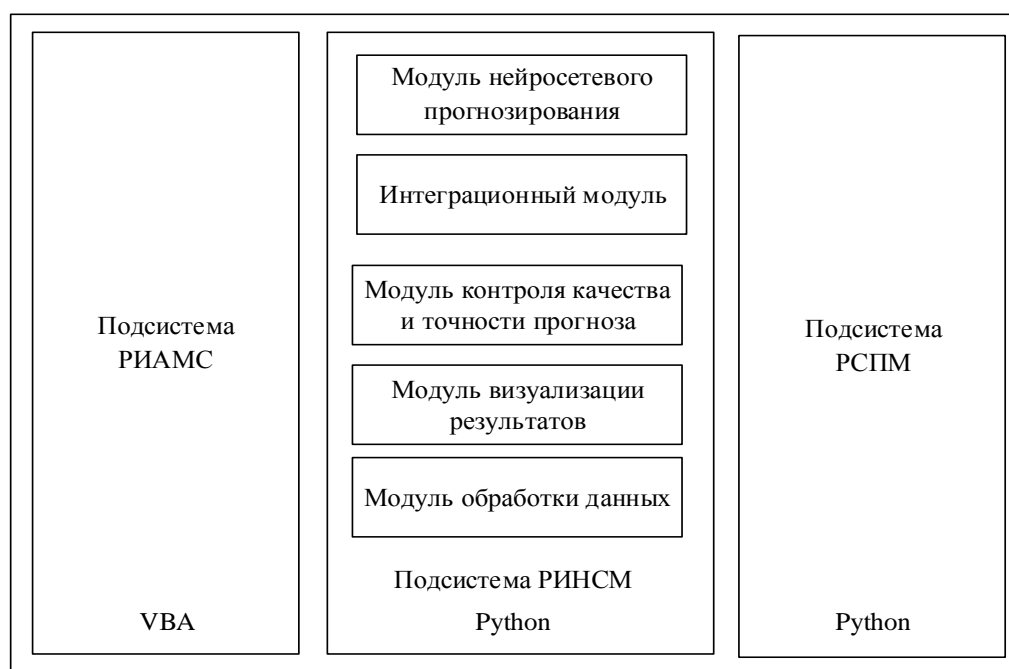 Подсистема
РИАМС
VBA
Модуль нейросетевого
прогнозирования
Интеграционный модуль
Модуль контроля качества
и точности прогноза
Модуль визуализации
результатов
Модуль обработки данных
Подсистема РИНСМ
Python
Подсистема
РСПМ
Python